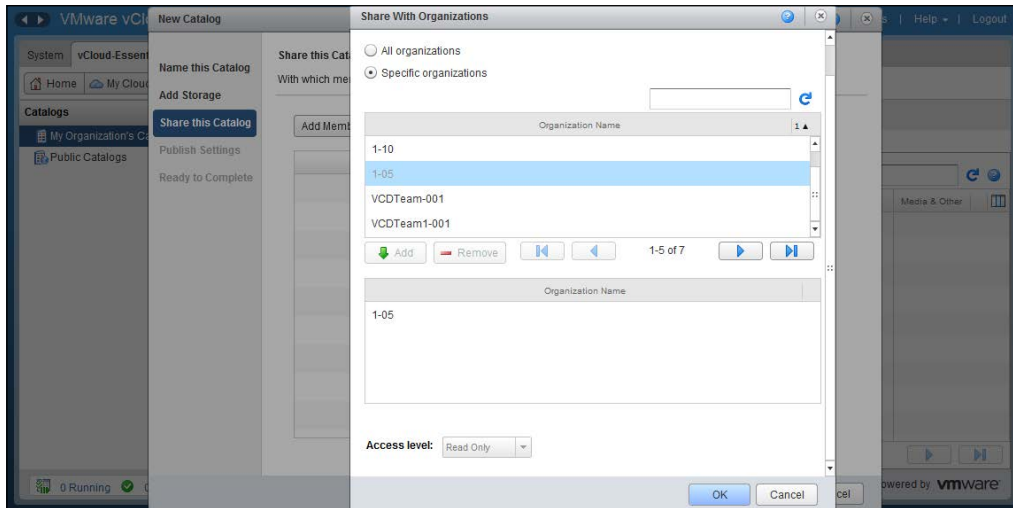 VMware vClo
New Catalog
Share With Organizations
s | Help | Logout
System
vCloud-Essent
Home
My Cloud
Catalogs
My Organization's Ca
Public Catalogs
Name this Catalog
Add Storage
Share this Catalog
Publish Settings
Ready to Complete
Share this Cat
With which me
Add Memb
All organizations
Specific organizations
Organization Name 1
1-10
1-05
VCDTeam-001
VCDTeam1-001
Add
Remove
1-5 of 7
Organization Name
1-05
Access level: Read Only
OK
Cancel
cel
Media & Other
0 Running
owered by vmware